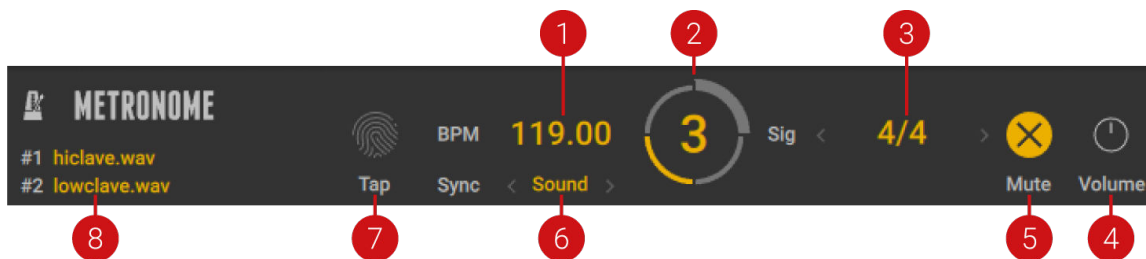 1
2
3
METRONOME
#1 hiclave.wav
#2 lowclave.wav
Tap
BPM 119.00
Sync < Sound >
3
Sig < 4/4 >
Mute
Volume
8
7
6
5
4